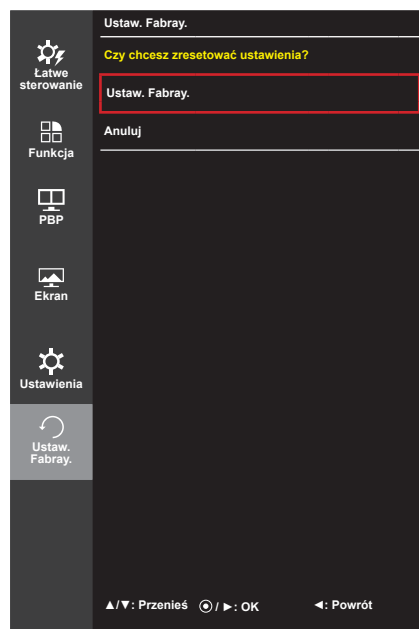 Łatwe
sterowanie
Funkcja
PBP
Ekran
Ustawienia
Ustaw.
Fabray.
Ustaw. Fabray.
Czy chcesz zresetować ustawienia?
Ustaw. Fabray.
Anuluj
▲/▼: Przenieś ⦿ / ►: OK ◄: Powrót